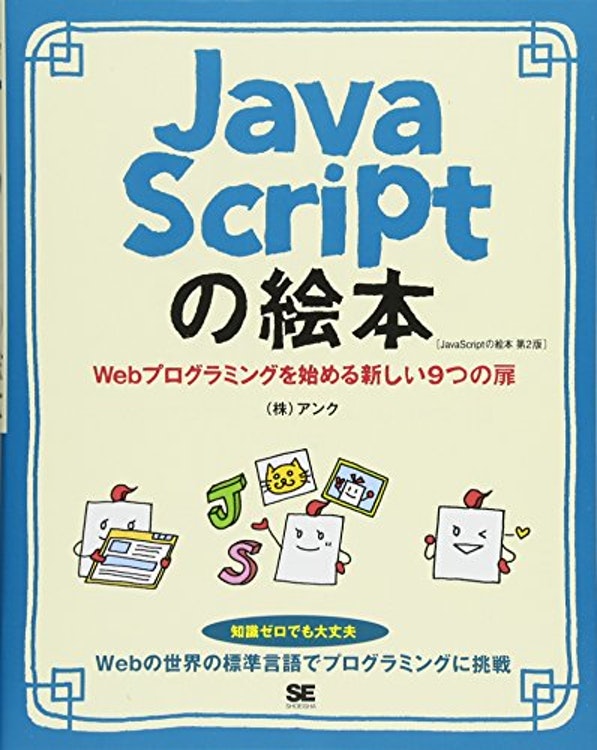 Java
Script
の絵本
[JavaScriptの絵本 第2版]
Webプログラミングを始める新しい9つの扉
(株)アンク
J
S
知識ゼロでも大丈夫
Webの世界の標準言語でプログラミングに挑戦
SE
SHOEISHA